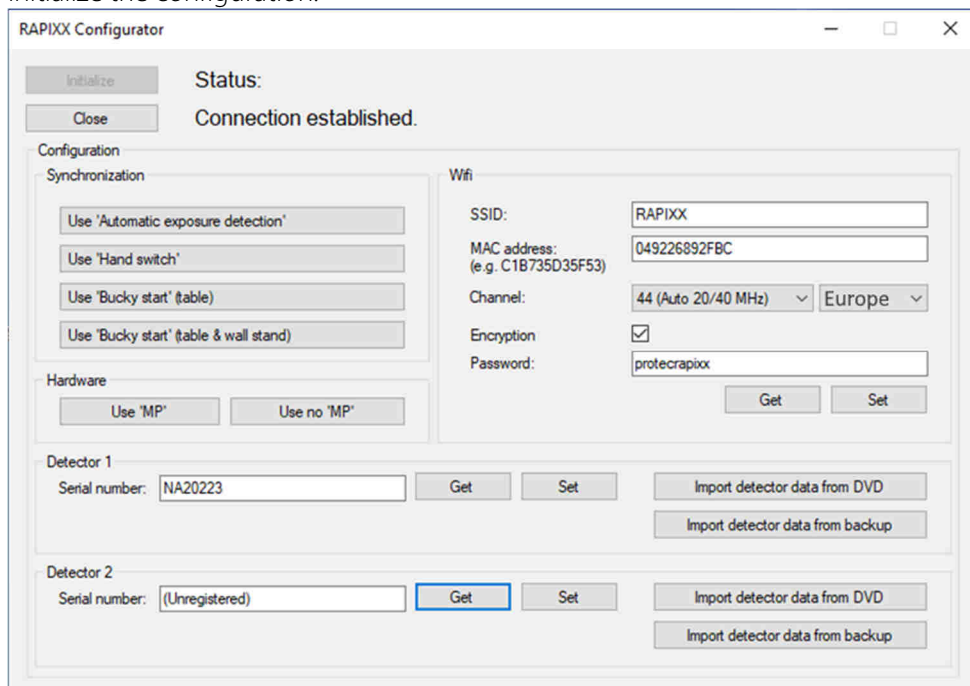 initialize the configuration.
RAPIXX Configurator
Initialize
Status:
Close
Connection established.
Configuration
Synchronization
Use 'Automatic exposure detection'
Use 'Hand switch'
Use 'Bucky start' (table)
Use 'Bucky start' (table & wall stand)
Hardware
Use 'MP'
Use no 'MP'
Wifi
SSID:
RAPIXX
MAC address:
(e.g. C1B735D35F53)
049226892FBC
Channel:
44 (Auto 20/40 MHz)
Europe
Encryption
Password:
protecrapixx
Get
Set
Detector 1
Serial number:
NA20223
Get
Set
Import detector data from DVD
Import detector data from backup
Detector 2
Serial number:
(Unregistered)
Get
Set
Import detector data from DVD
Import detector data from backup